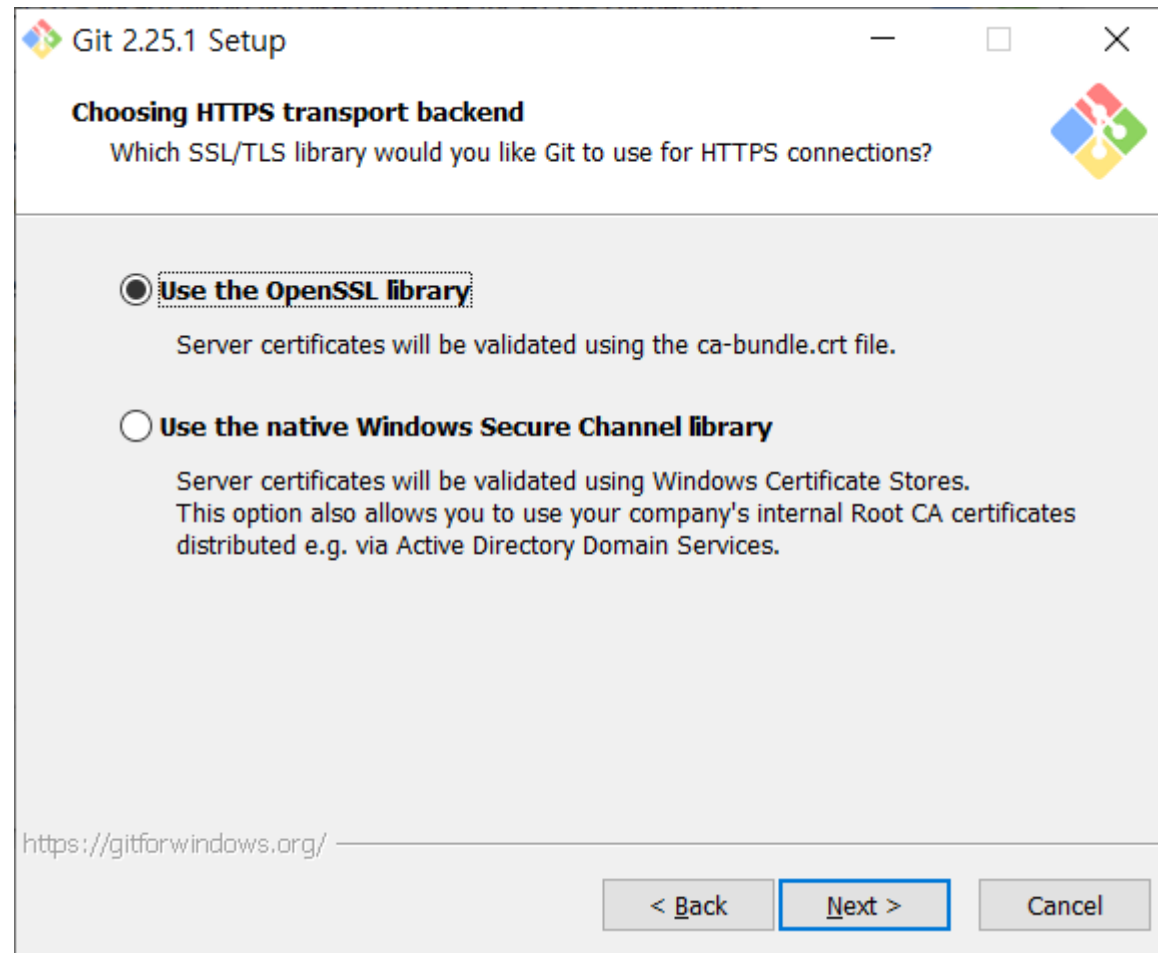 Git 2.25.1 Setup
Choosing HTTPS transport backend
Which SSL/TLS library would you like Git to use for HTTPS connections?
Use the OpenSSL library
Server certificates will be validated using the ca-bundle.crt file.
Use the native Windows Secure Channel library
Server certificates will be validated using Windows Certificate Stores.
This option also allows you to use your company's internal Root CA certificates
distributed e.g. via Active Directory Domain Services.
https://gitforwindows.org/
< Back
Next >
Cancel